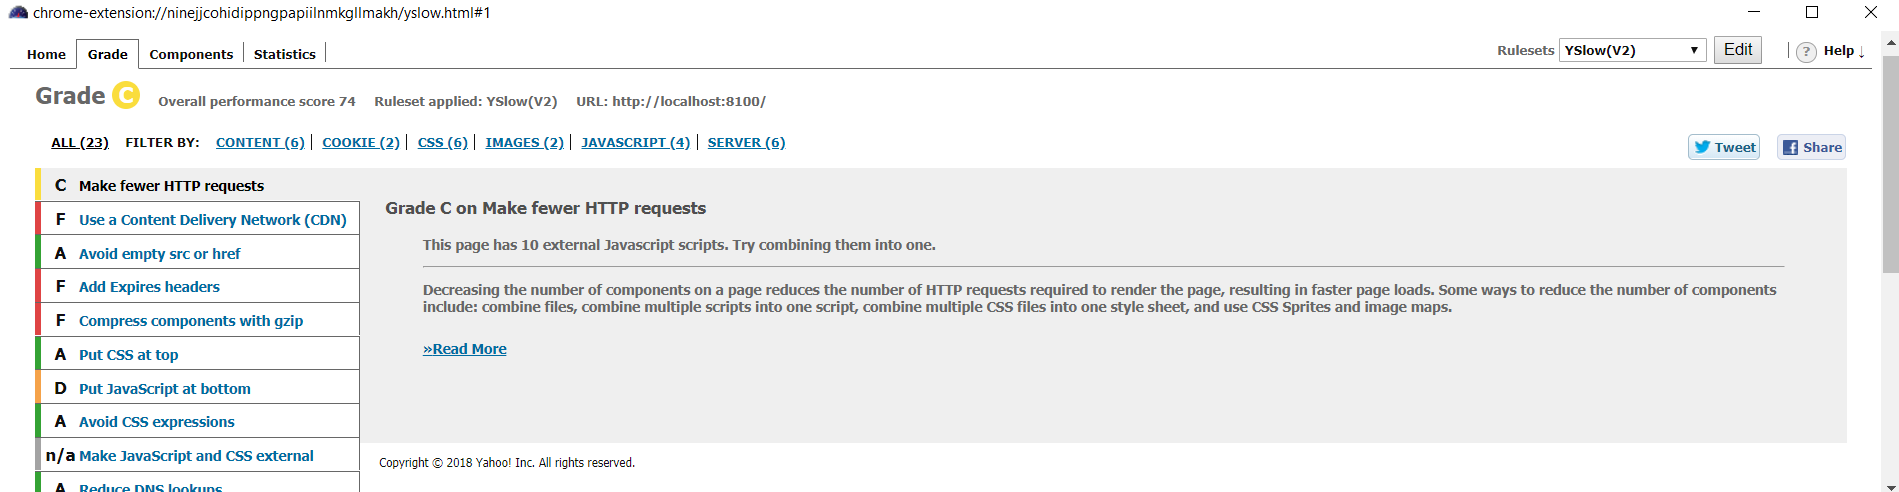 chrome-extension://ninejjcohidippngpapiilnmkgllmakh/yslow.html#1
Home Grade Components Statistics Rulesets YSlow(V2) ▼ Edit ? Help ↓
Grade C Overall performance score 74 Ruleset applied: YSlow(V2) URL: http://localhost:8100/
ALL (23) FILTER BY: CONTENT (6) COOKIE (2) CSS (6) IMAGES (2) JAVASCRIPT (4) SERVER (6)
Tweet Share
C Make fewer HTTP requests
F Use a Content Delivery Network (CDN)
A Avoid empty src or href
F Add Expires headers
F Compress components with gzip
A Put CSS at top
D Put JavaScript at bottom
A Avoid CSS expressions
n/a Make JavaScript and CSS external
A Reduce DNS lookups
Grade C on Make fewer HTTP requests
This page has 10 external Javascript scripts. Try combining them into one.
Decreasing the number of components on a page reduces the number of HTTP requests required to render the page, resulting in faster page loads. Some ways to reduce the number of components
include: combine files, combine multiple scripts into one script, combine multiple CSS files into one style sheet, and use CSS Sprites and image maps.
»Read More
Copyright © 2018 Yahoo! Inc. All rights reserved.